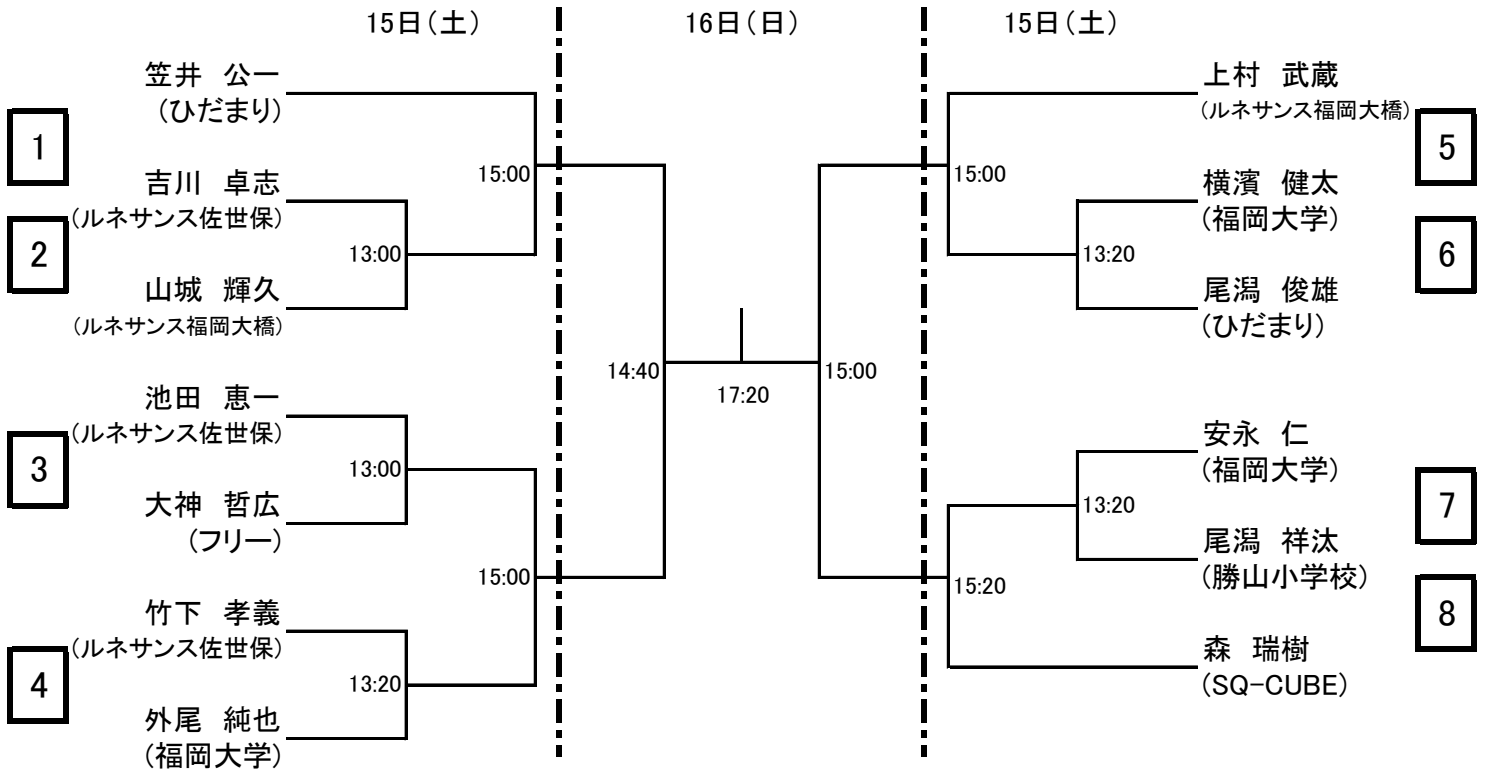 15日(土)
16日(日)
15日(土)
笠井　公一
(ひだまり)
1
15:00
吉川　卓志
(ルネサンス佐世保)
2
13:00
山城　輝久
(ルネサンス福岡大橋)
池田　恵一
(ルネサンス佐世保)
3
13:00
大神　哲広
(フリー)
15:00
竹下　孝義
(ルネサンス佐世保)
4
13:20
外尾　純也
(福岡大学)
14:40
17:20
15:00
上村　武蔵
(ルネサンス福岡大橋)
5
15:00
横濱　健太
(福岡大学)
6
13:20
尾潟　俊雄
(ひだまり)
安永　仁
(福岡大学)
7
13:20
尾潟　祥汰
(勝山小学校)
15:20
8
森　瑞樹
(SQ-CUBE)